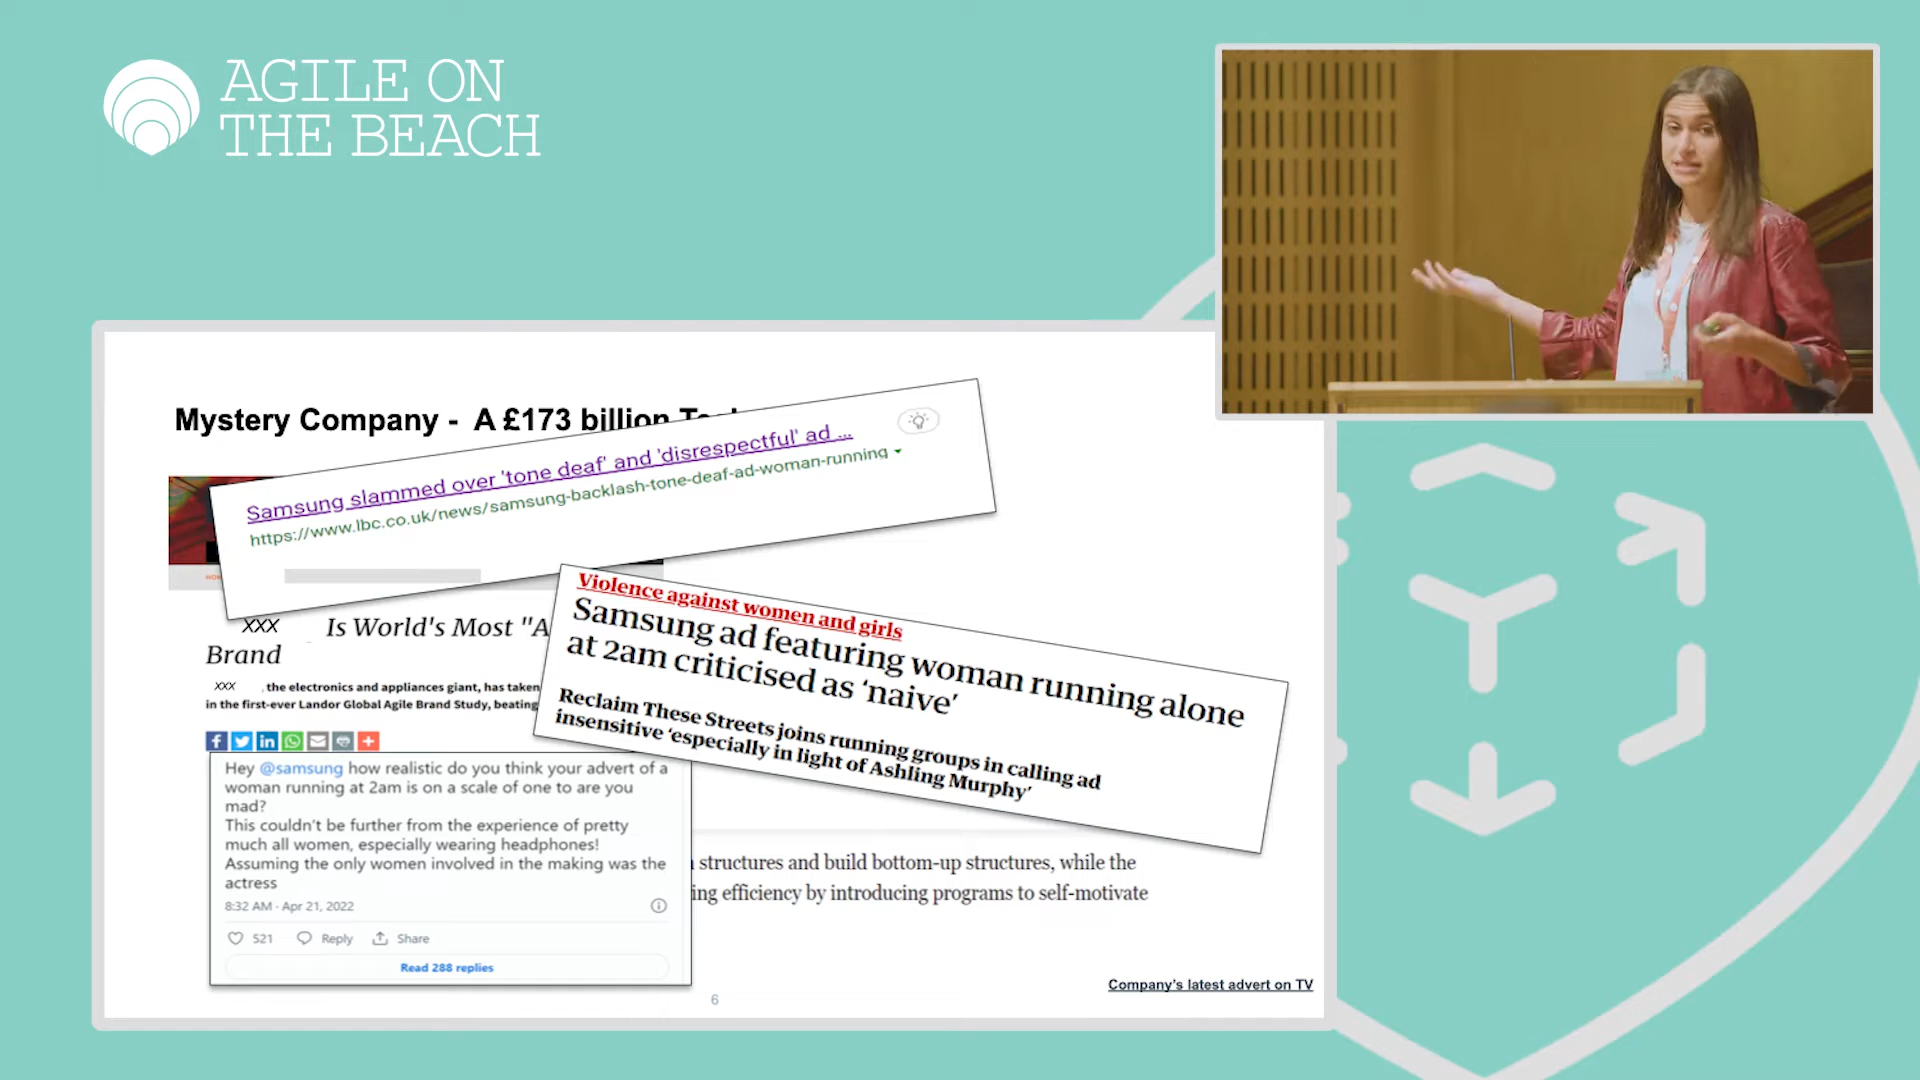 AGILE ON
THE BEACH
Mystery Company - A £173 billion
Samsung slammed over 'tone deaf' and 'disrespectful' ad ...
https://www.lbc.co.uk/news/samsung-backlash-tone-deaf-ad-woman-running
XXX Is World's Most "A
Brand
XXX , the electronics and appliances giant, has taken
in the first-ever Landor Global Agile Brand Study, beating
Violence against women and girls
Samsung ad featuring woman running alone
at 2am criticised as ‘naive’
Reclaim These Streets joins running groups in calling ad
insensitive ‘especially in light of Ashling Murphy’
Hey @samsung how realistic do you think your advert of a
woman running at 2am is on a scale of one to are you
mad?
This couldn't be further from the experience of pretty
much all women, especially wearing headphones!
Assuming the only women involved in the making was the
actress
8:32 AM · Apr 21, 2022
521 Reply Share
Read 288 replies
structures and build bottom-up structures, while the
ing efficiency by introducing programs to self-motivate
Company's latest advert on TV
6